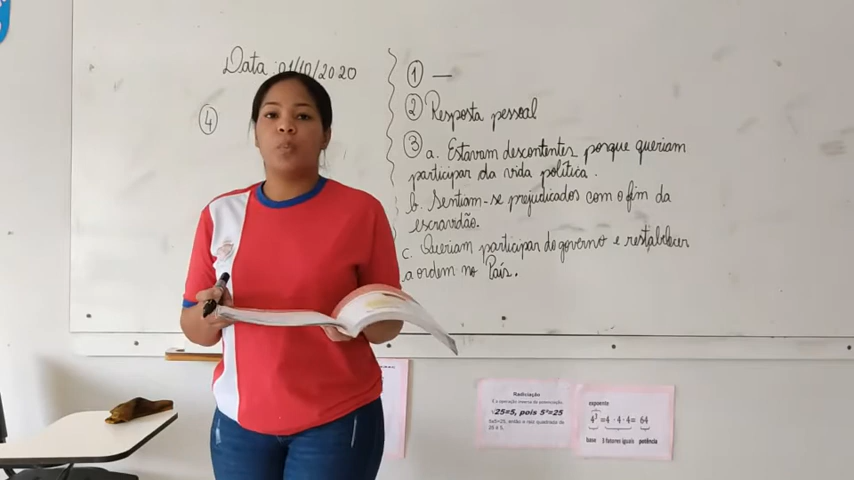 Data: 01/10/2020
④
① —
② Resposta pessoal
③ a. Estavam descontentes porque queriam
participar da vida política.
b. Sentiam-se prejudicados com o fim da
escravidão.
c. Queriam participar do governo e restabelecer
a ordem no País.
Radiciação
√25=5, pois 5²=25
expoente
4³=4·4·4=64
base 3 fatores iguais potência